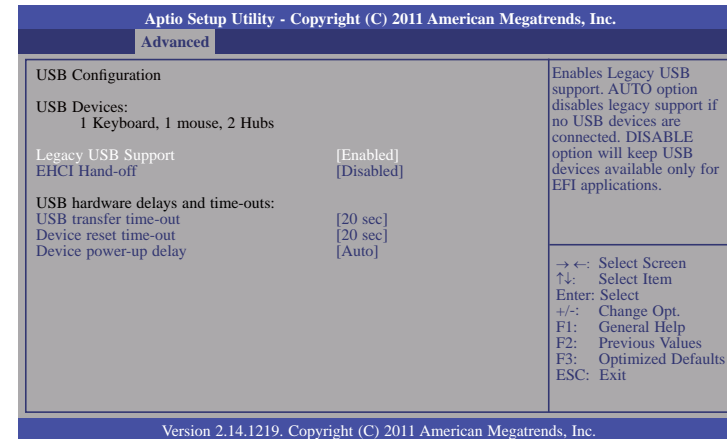 Aptio Setup Utility - Copyright (C) 2011 American Megatrends, Inc.
Advanced
USB Configuration
USB Devices:
1 Keyboard, 1 mouse, 2 Hubs
Legacy USB Support [Enabled]
EHCI Hand-off [Disabled]
USB hardware delays and time-outs:
USB transfer time-out [20 sec]
Device reset time-out [20 sec]
Device power-up delay [Auto]
Enables Legacy USB
support. AUTO option
disables legacy support if
no USB devices are
connected. DISABLE
option will keep USB
devices available only for
EFI applications.
→ ←: Select Screen
↑↓: Select Item
Enter: Select
+/-: Change Opt.
F1: General Help
F2: Previous Values
F3: Optimized Defaults
ESC: Exit
Version 2.14.1219. Copyright (C) 2011 American Megatrends, Inc.